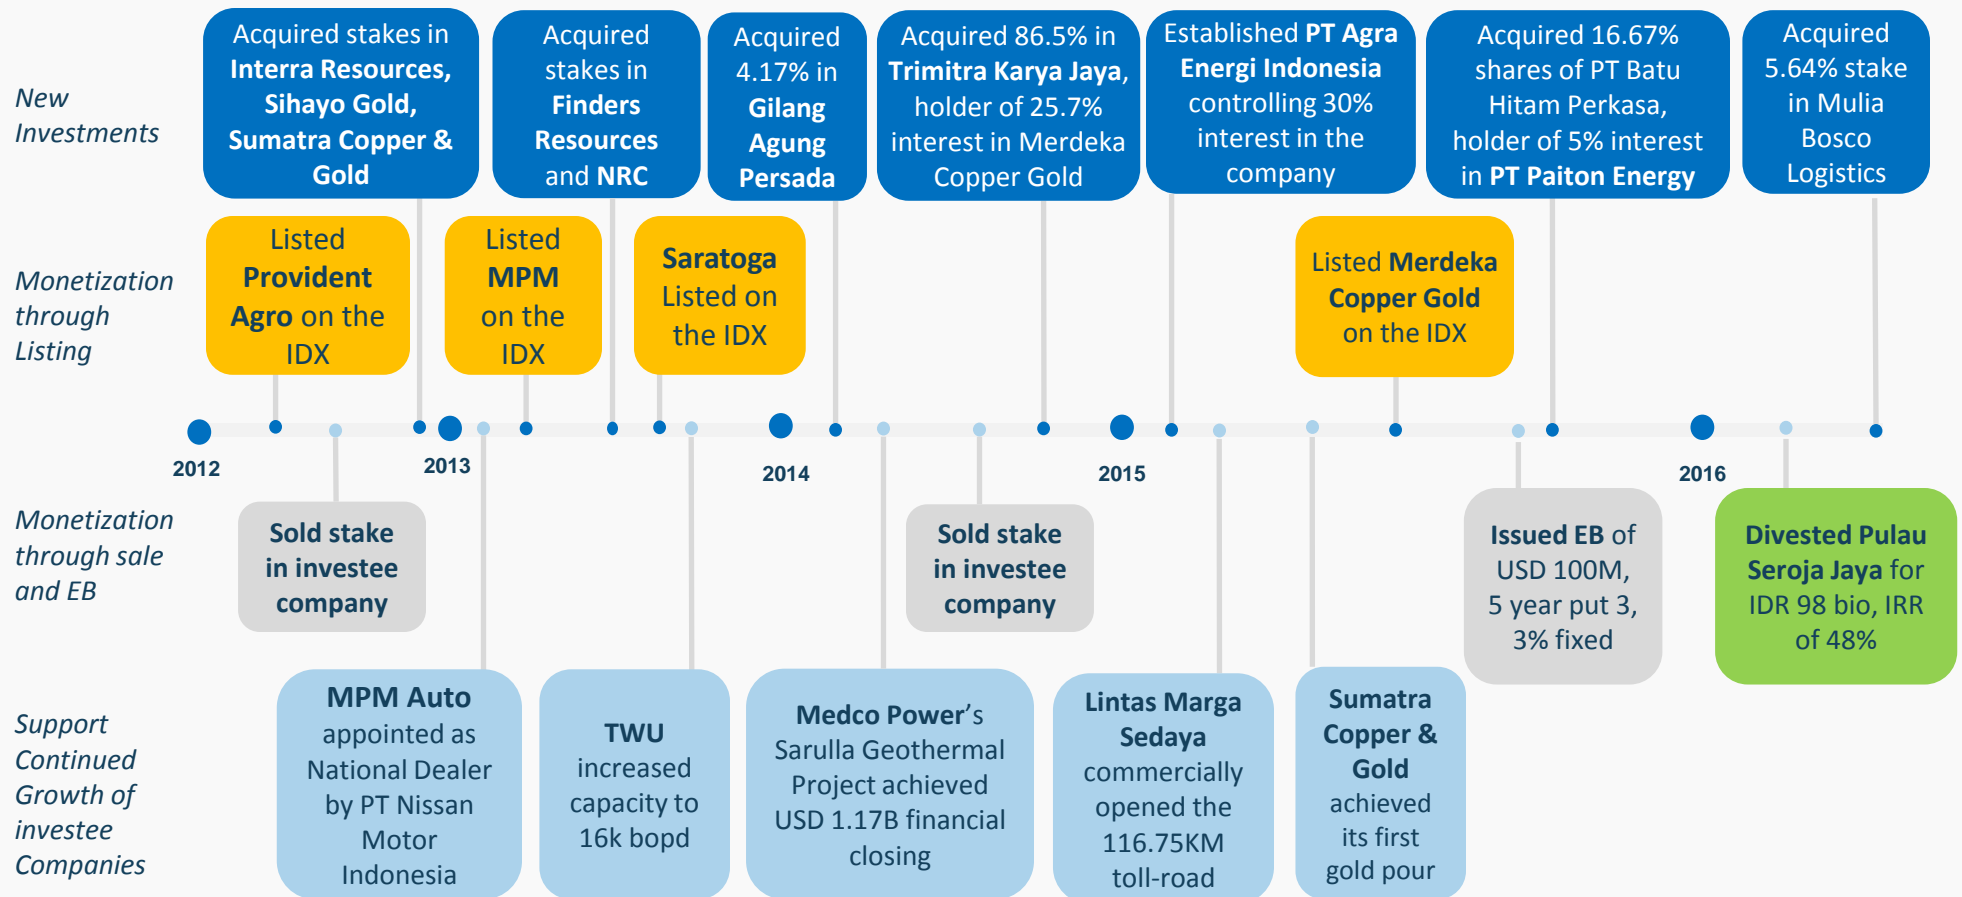 New
Investments
Acquired stakes in
Interra Resources,
Sihayo Gold,
Sumatra Copper &
Gold
Acquired
stakes in
Finders
Resources
and NRC
Acquired
4.17% in
Gilang
Agung
Persada
Acquired 86.5% in
Trimitra Karya Jaya,
holder of 25.7%
interest in Merdeka
Copper Gold
Established PT Agra
Energi Indonesia
controlling 30%
interest in the
company
Acquired 16.67%
shares of PT Batu
Hitam Perkasa,
holder of 5% interest
in PT Paiton Energy
Acquired
5.64% stake
in Mulia
Bosco
Logistics
Monetization
through
Listing
Listed
Provident
Agro on the
IDX
Listed
MPM
on the
IDX
Saratoga
Listed on
the IDX
Listed Merdeka
Copper Gold
on the IDX
2012
2013
2014
2015
2016
Monetization
through sale
and EB
Sold stake
in investee
company
Sold stake
in investee
company
Issued EB of
USD 100M,
5 year put 3,
3% fixed
Divested Pulau
Seroja Jaya for
IDR 98 bio, IRR
of 48%
Support
Continued
Growth of
investee
Companies
MPM Auto
appointed as
National Dealer
by PT Nissan
Motor
Indonesia
TWU
increased
capacity to
16k bopd
Medco Power's
Sarulla Geothermal
Project achieved
USD 1.17B financial
closing
Lintas Marga
Sedaya
commercially
opened the
116.75KM
toll-road
Sumatra
Copper &
Gold
achieved
its first
gold pour